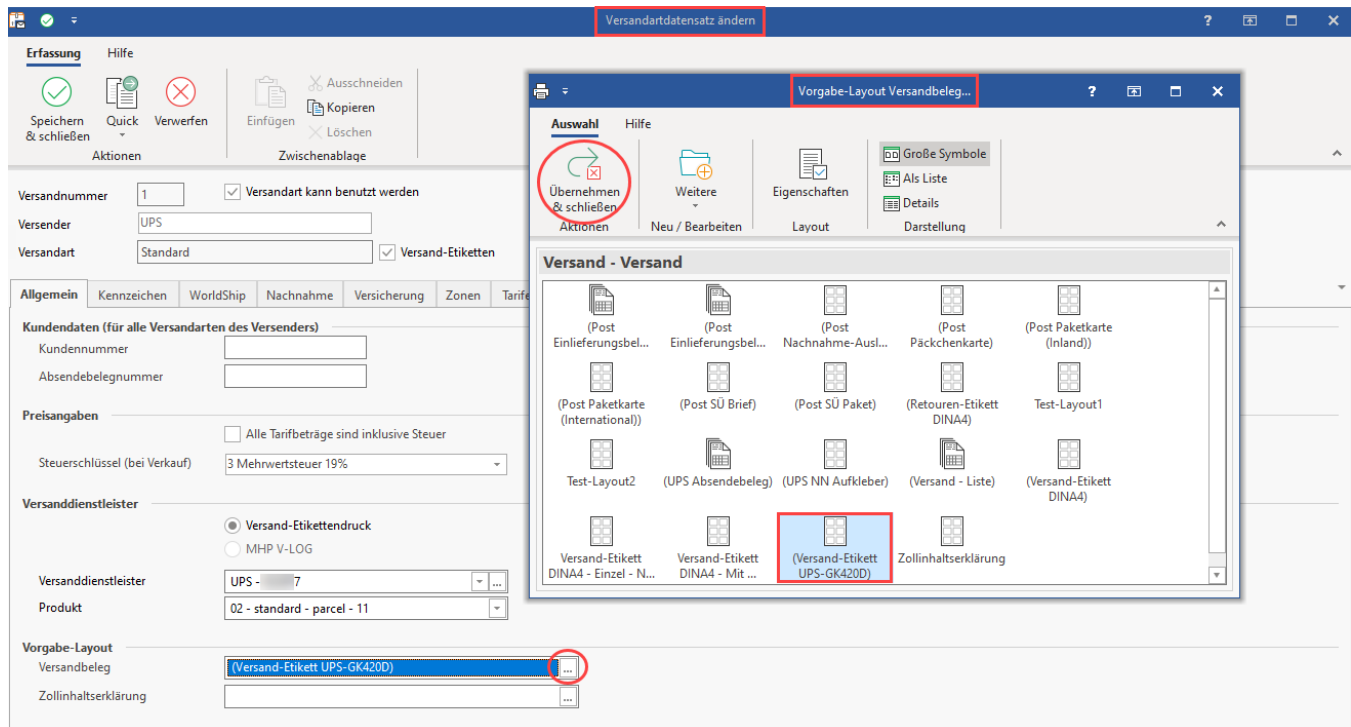 Versandartdatensatz ändern
?
Erfassung Hilfe
Speichern & schließen
Quick
Verwerfen
Aktionen
Einfügen
Ausschneiden
Kopieren
Löschen
Zwischenablage
Versandnummer 1 Versandart kann benutzt werden
Versender UPS
Versandart Standard Versand-Etiketten
Allgemein Kennzeichen WorldShip Nachnahme Versicherung Zonen Tarife
Kundendaten (für alle Versandarten des Versenders)
Kundennummer
Absendebelegnummer
Preisangaben
Alle Tarifbeträge sind inklusive Steuer
Steuerschlüssel (bei Verkauf) 3 Mehrwertsteuer 19%
Versanddienstleister
Versand-Etikettendruck
MHP V-LOG
Versanddienstleister UPS - 7 ...
Produkt 02 - standard - parcel - 11
Vorgabe-Layout
Versandbeleg (Versand-Etikett UPS-GK420D) ...
Zollinhaltserklärung ...
Vorgabe-Layout Versandbeleg...
?
Auswahl Hilfe
Übernehmen & schließen
Aktionen
Weitere
Neu / Bearbeiten
Eigenschaften
Layout
Große Symbole
Als Liste
Details
Darstellung
Versand - Versand
(Post Einlieferungsbel...
(Post Einlieferungsbel...
(Post Nachnahme-Ausl...
(Post Päckchenkarte)
(Post Paketkarte (Inland))
(Post Paketkarte (International))
(Post SÜ Brief)
(Post SÜ Paket)
(Retouren-Etikett DINA4)
Test-Layout1
Test-Layout2
(UPS Absendebeleg)
(UPS NN Aufkleber)
(Versand - Liste)
(Versand-Etikett DINA4)
Versand-Etikett DINA4 - Einzel - N...
Versand-Etikett DINA4 - Mit ...
(Versand-Etikett UPS-GK420D)
Zollinhaltserklärung